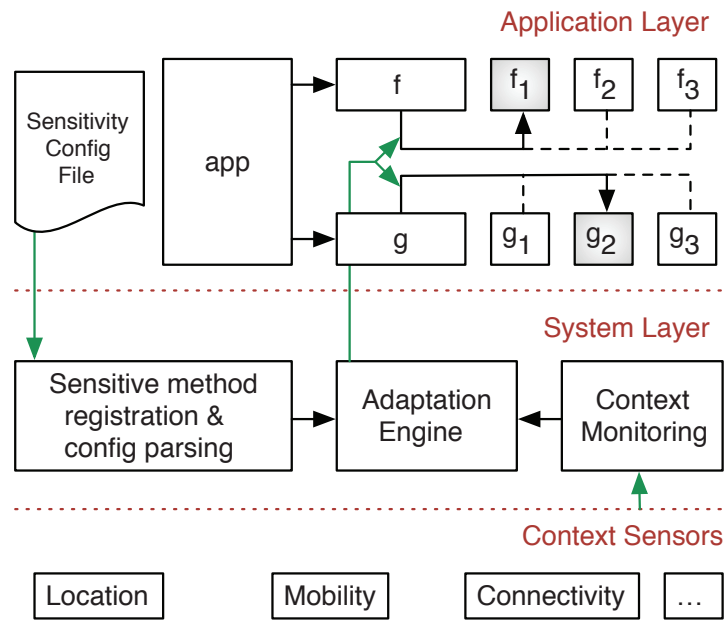 Application Layer
Sensitivity
Config
File
app
f
f1
f2
f3
g
g1
g2
g3
System Layer
Sensitive method
registration &
config parsing
Adaptation
Engine
Context
Monitoring
Context Sensors
Location
Mobility
Connectivity
...